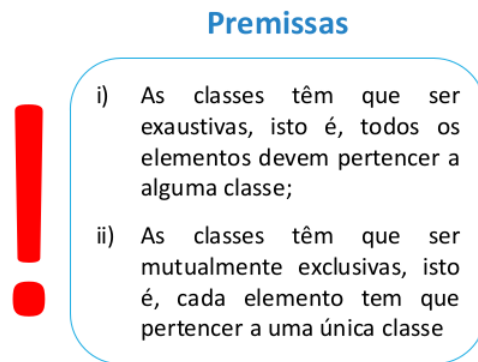 Premissas
i) As classes têm que ser
exaustivas, isto é, todos os
elementos devem pertencer a
alguma classe;
ii) As classes têm que ser
mutualmente exclusivas, isto
é, cada elemento tem que
pertencer a uma única classe